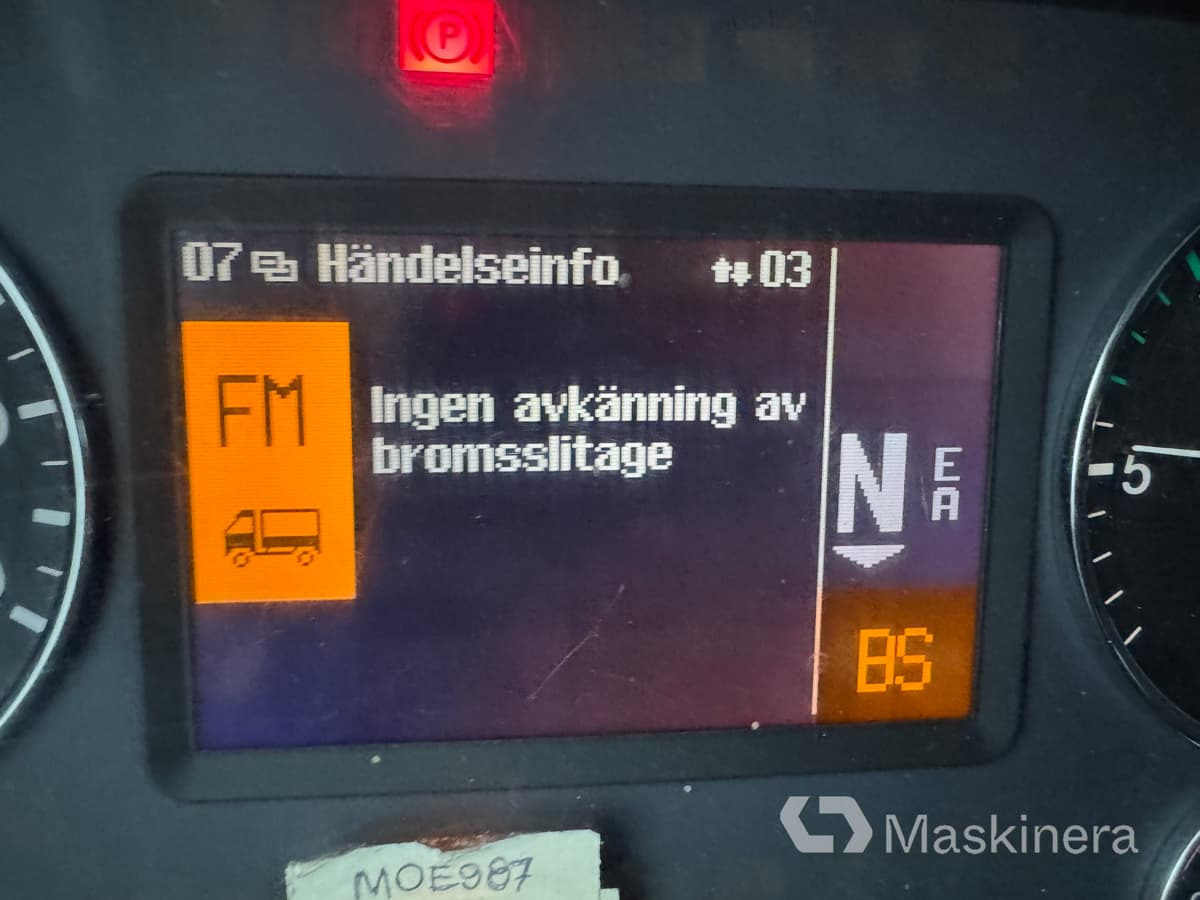 P
07 Händelseinfo. 03
FM
Ingen avkänning av
bromsslitage
N E
A
BS
5
Maskinera
MOE987